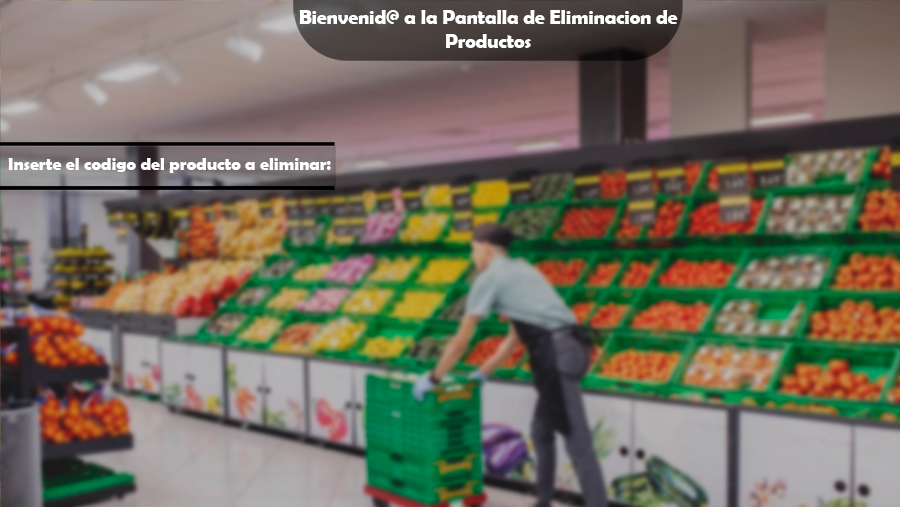 Bienvenid@ a la Pantalla de Eliminacion de
Productos
Inserte el codigo del producto a eliminar: